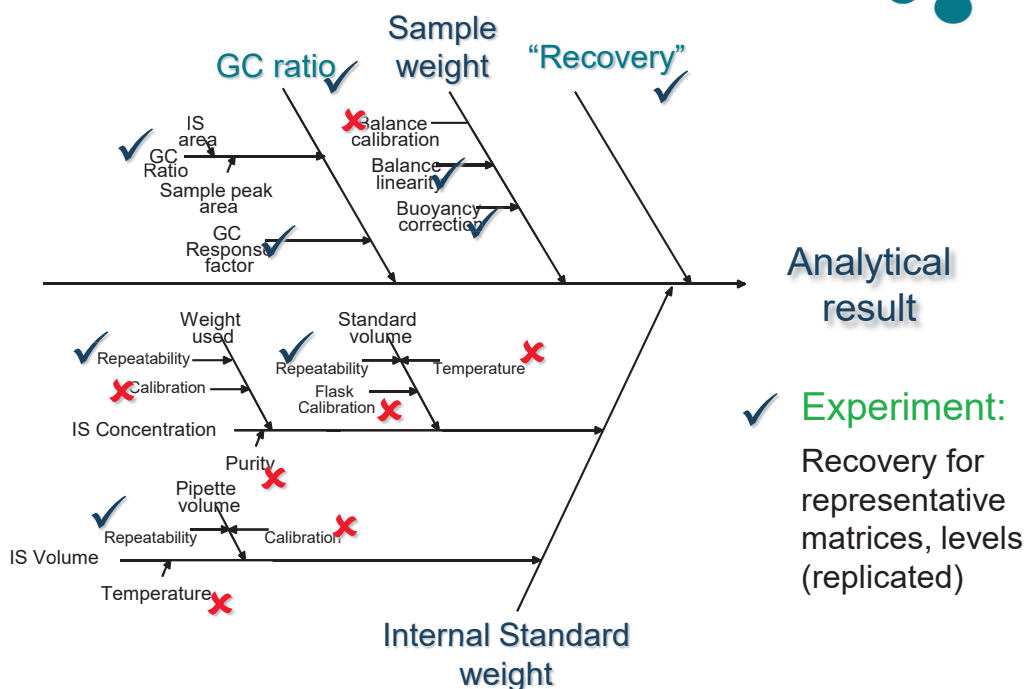 GC ratio
Sample
weight
“Recovery”
IS
area
GC
Ratio
Sample peak
area
GC
Response
factor
Balance
calibration
Balance
linearity
Buoyancy
correction
Analytical
result
Weight
used
Repeatability
Calibration
Standard
volume
Repeatability
Temperature
Flask
Calibration
IS Concentration
Purity
Pipette
volume
Repeatability
Calibration
IS Volume
Temperature
Internal Standard
weight
Experiment:
Recovery for
representative
matrices, levels
(replicated)